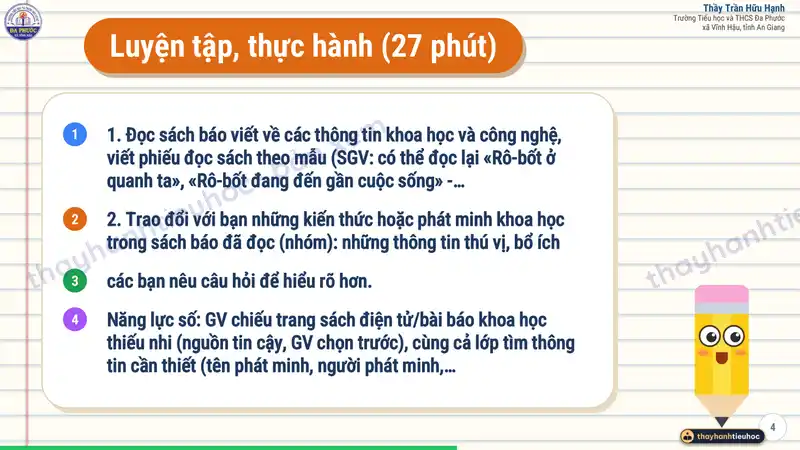 ĐA PHƯỚC
Thầy Trần Hữu Hạnh
Trường Tiểu học và THCS Đa Phước
xã Vĩnh Hậu, tỉnh An Giang
Luyện tập, thực hành (27 phút)
1
1. Đọc sách báo viết về các thông tin khoa học và công nghệ,
viết phiếu đọc sách theo mẫu (SGV: có thể đọc lại «Rô-bốt ở
quanh ta», «Rô-bốt đang đến gần cuộc sống» -...
2
2. Trao đổi với bạn những kiến thức hoặc phát minh khoa học
trong sách báo đã đọc (nhóm): những thông tin thú vị, bổ ích
3
các bạn nêu câu hỏi để hiểu rõ hơn.
4
Năng lực số: GV chiếu trang sách điện tử/bài báo khoa học
thiếu nhi (nguồn tin cậy, GV chọn trước), cùng cả lớp tìm thông
tin cần thiết (tên phát minh, người phát minh,...
thayhanhtieuhoc
4